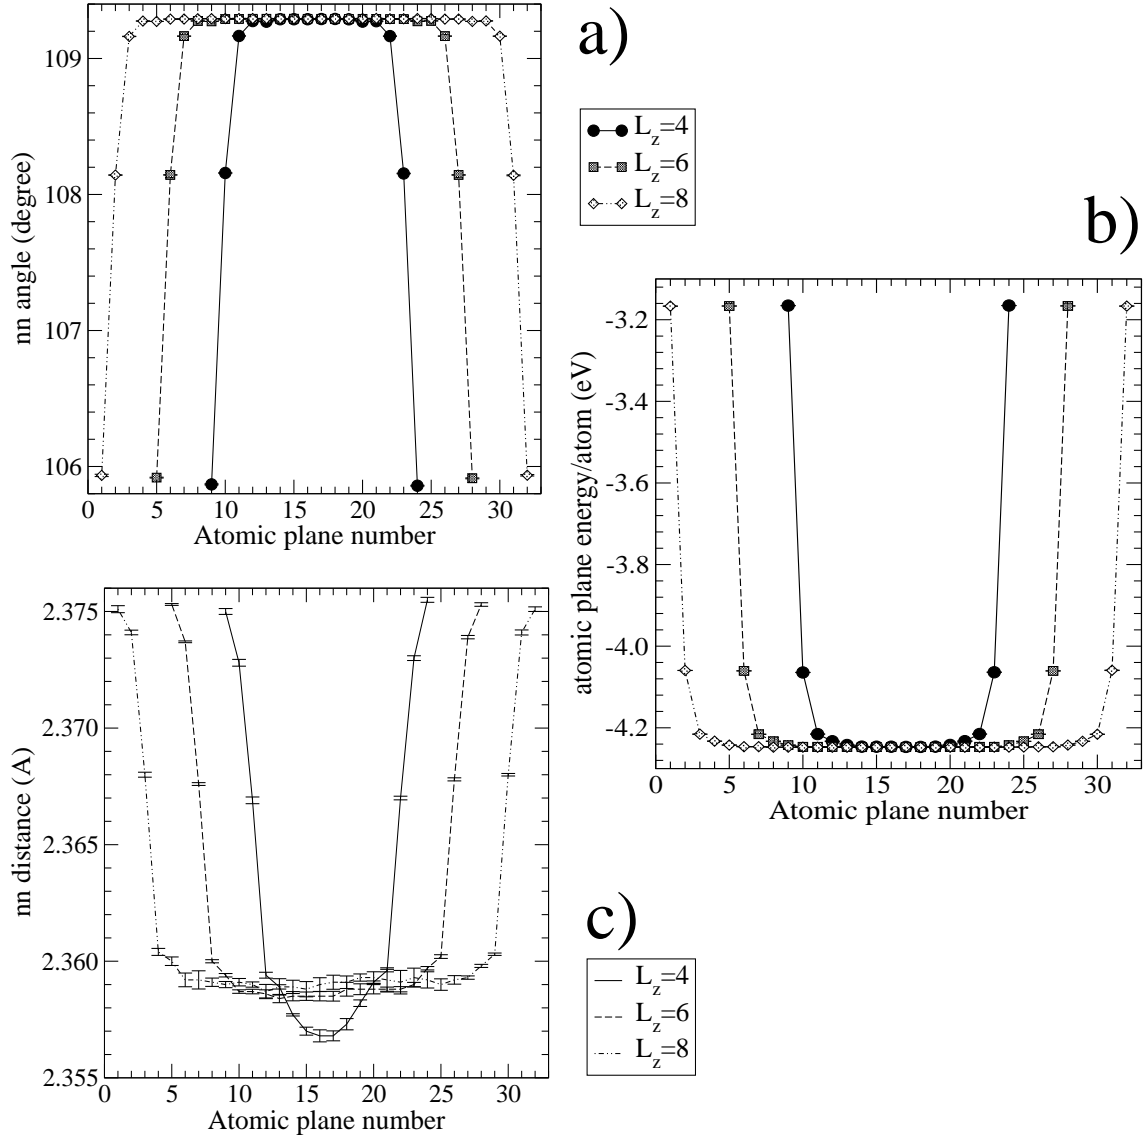 a)
109
108
107
106
nn angle (degree)
0 5 10 15 20 25 30
Atomic plane number
L_z=4
L_z=6
L_z=8
b)
-3.2
-3.4
-3.6
-3.8
-4.0
-4.2
atomic plane energy/atom (eV)
0 5 10 15 20 25 30
Atomic plane number
2.375
2.370
2.365
2.360
2.355
nn distance (A)
0 5 10 15 20 25 30
Atomic plane number
c)
L_z=4
L_z=6
L_z=8